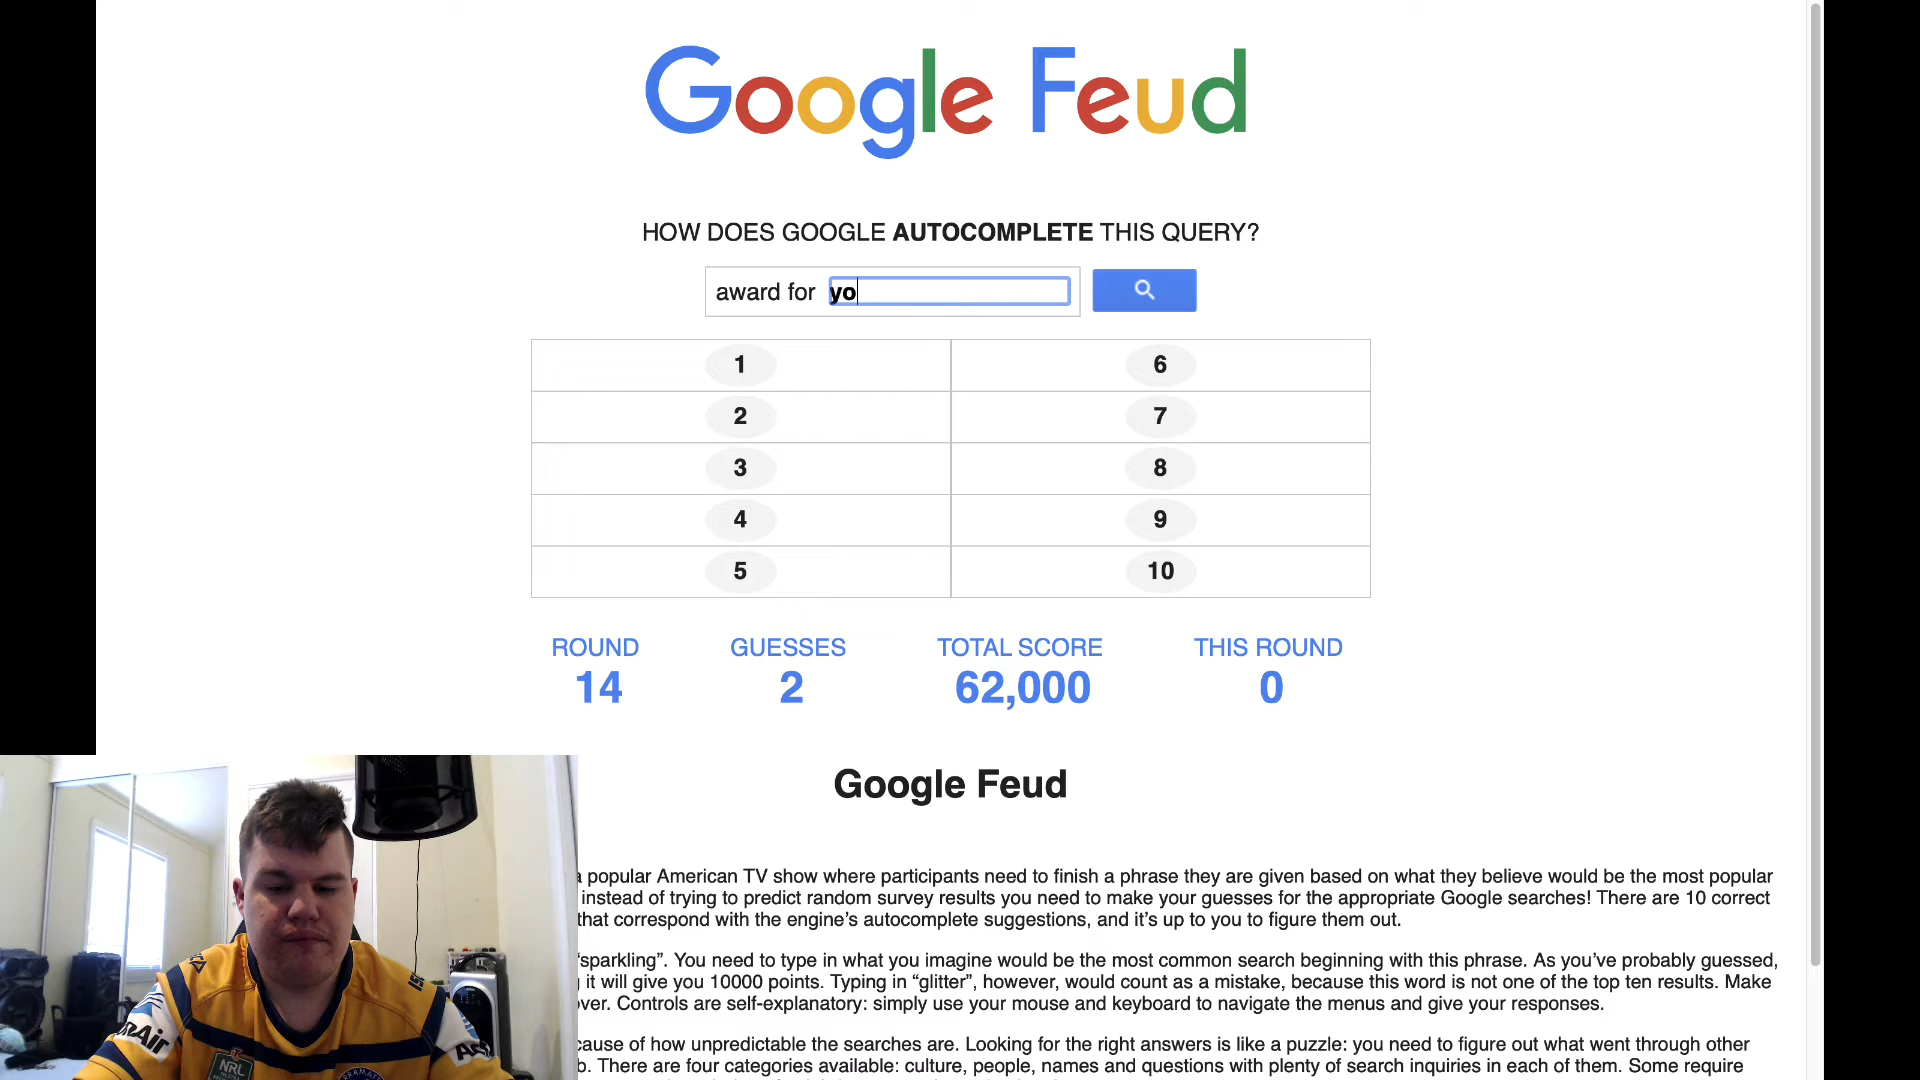 Google Feud
HOW DOES GOOGLE AUTOCOMPLETE THIS QUERY?
award for yo
1 6
2 7
3 8
4 9
5 10
ROUND GUESSES TOTAL SCORE THIS ROUND
14 2 62,000 0
Google Feud
a popular American TV show where participants need to finish a phrase they are given based on what they believe would be the most popular
instead of trying to predict random survey results you need to make your guesses for the appropriate Google searches! There are 10 correct
that correspond with the engine's autocomplete suggestions, and it's up to you to figure them out.
"sparkling". You need to type in what you imagine would be the most common search beginning with this phrase. As you've probably guessed,
it will give you 10000 points. Typing in "glitter", however, would count as a mistake, because this word is not one of the top ten results. Make
over. Controls are self-explanatory: simply use your mouse and keyboard to navigate the menus and give your responses.
cause of how unpredictable the searches are. Looking for the right answers is like a puzzle: you need to figure out what went through other
b. There are four categories available: culture, people, names and questions with plenty of search inquiries in each of them. Some require
Air
NRL